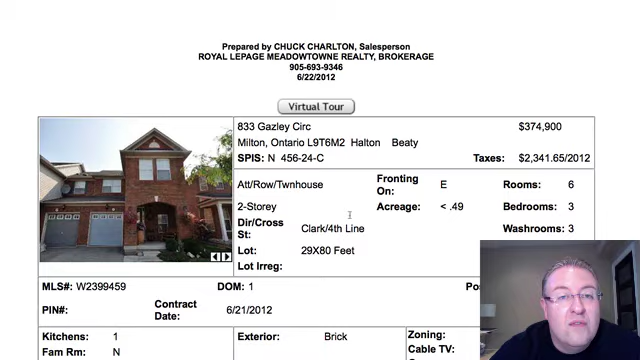 Prepared by CHUCK CHARLTON, Salesperson
ROYAL LEPAGE MEADOWTOWNE REALTY, BROKERAGE
905-693-9346
6/22/2012
Virtual Tour
833 Gazley Circ $374,900
Milton, Ontario L9T6M2 Halton Beaty
SPIS: N 456-24-C Taxes: $2,341.65/2012
Att/Row/Twnhouse Fronting On: E Rooms: 6
2-Storey Acreage: < .49 Bedrooms: 3
Dir/Cross St: Clark/4th Line Washrooms: 3
Lot: 29X80 Feet
Lot Irreg:
MLS#: W2399459 DOM: 1
PIN#: Contract Date: 6/21/2012
Kitchens: 1 Exterior: Brick Zoning:
Fam Rm: N Cable TV: